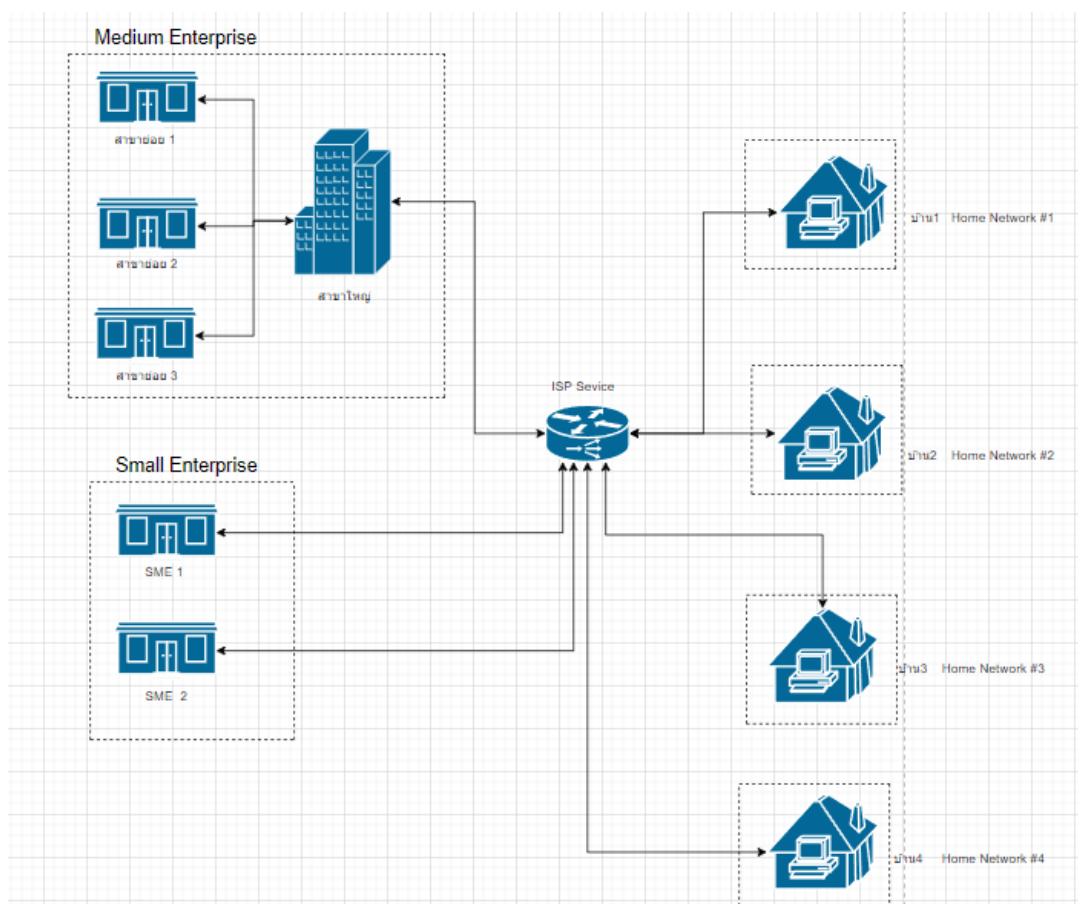 Medium Enterprise
สาขาย่อย 1
สาขาย่อย 2
สาขาใหญ่
สาขาย่อย 3
บ้าน1 Home Network #1
ISP Sevice
บ้าน2 Home Network #2
Small Enterprise
SME 1
SME 2
บ้าน3 Home Network #3
บ้าน4 Home Network #4